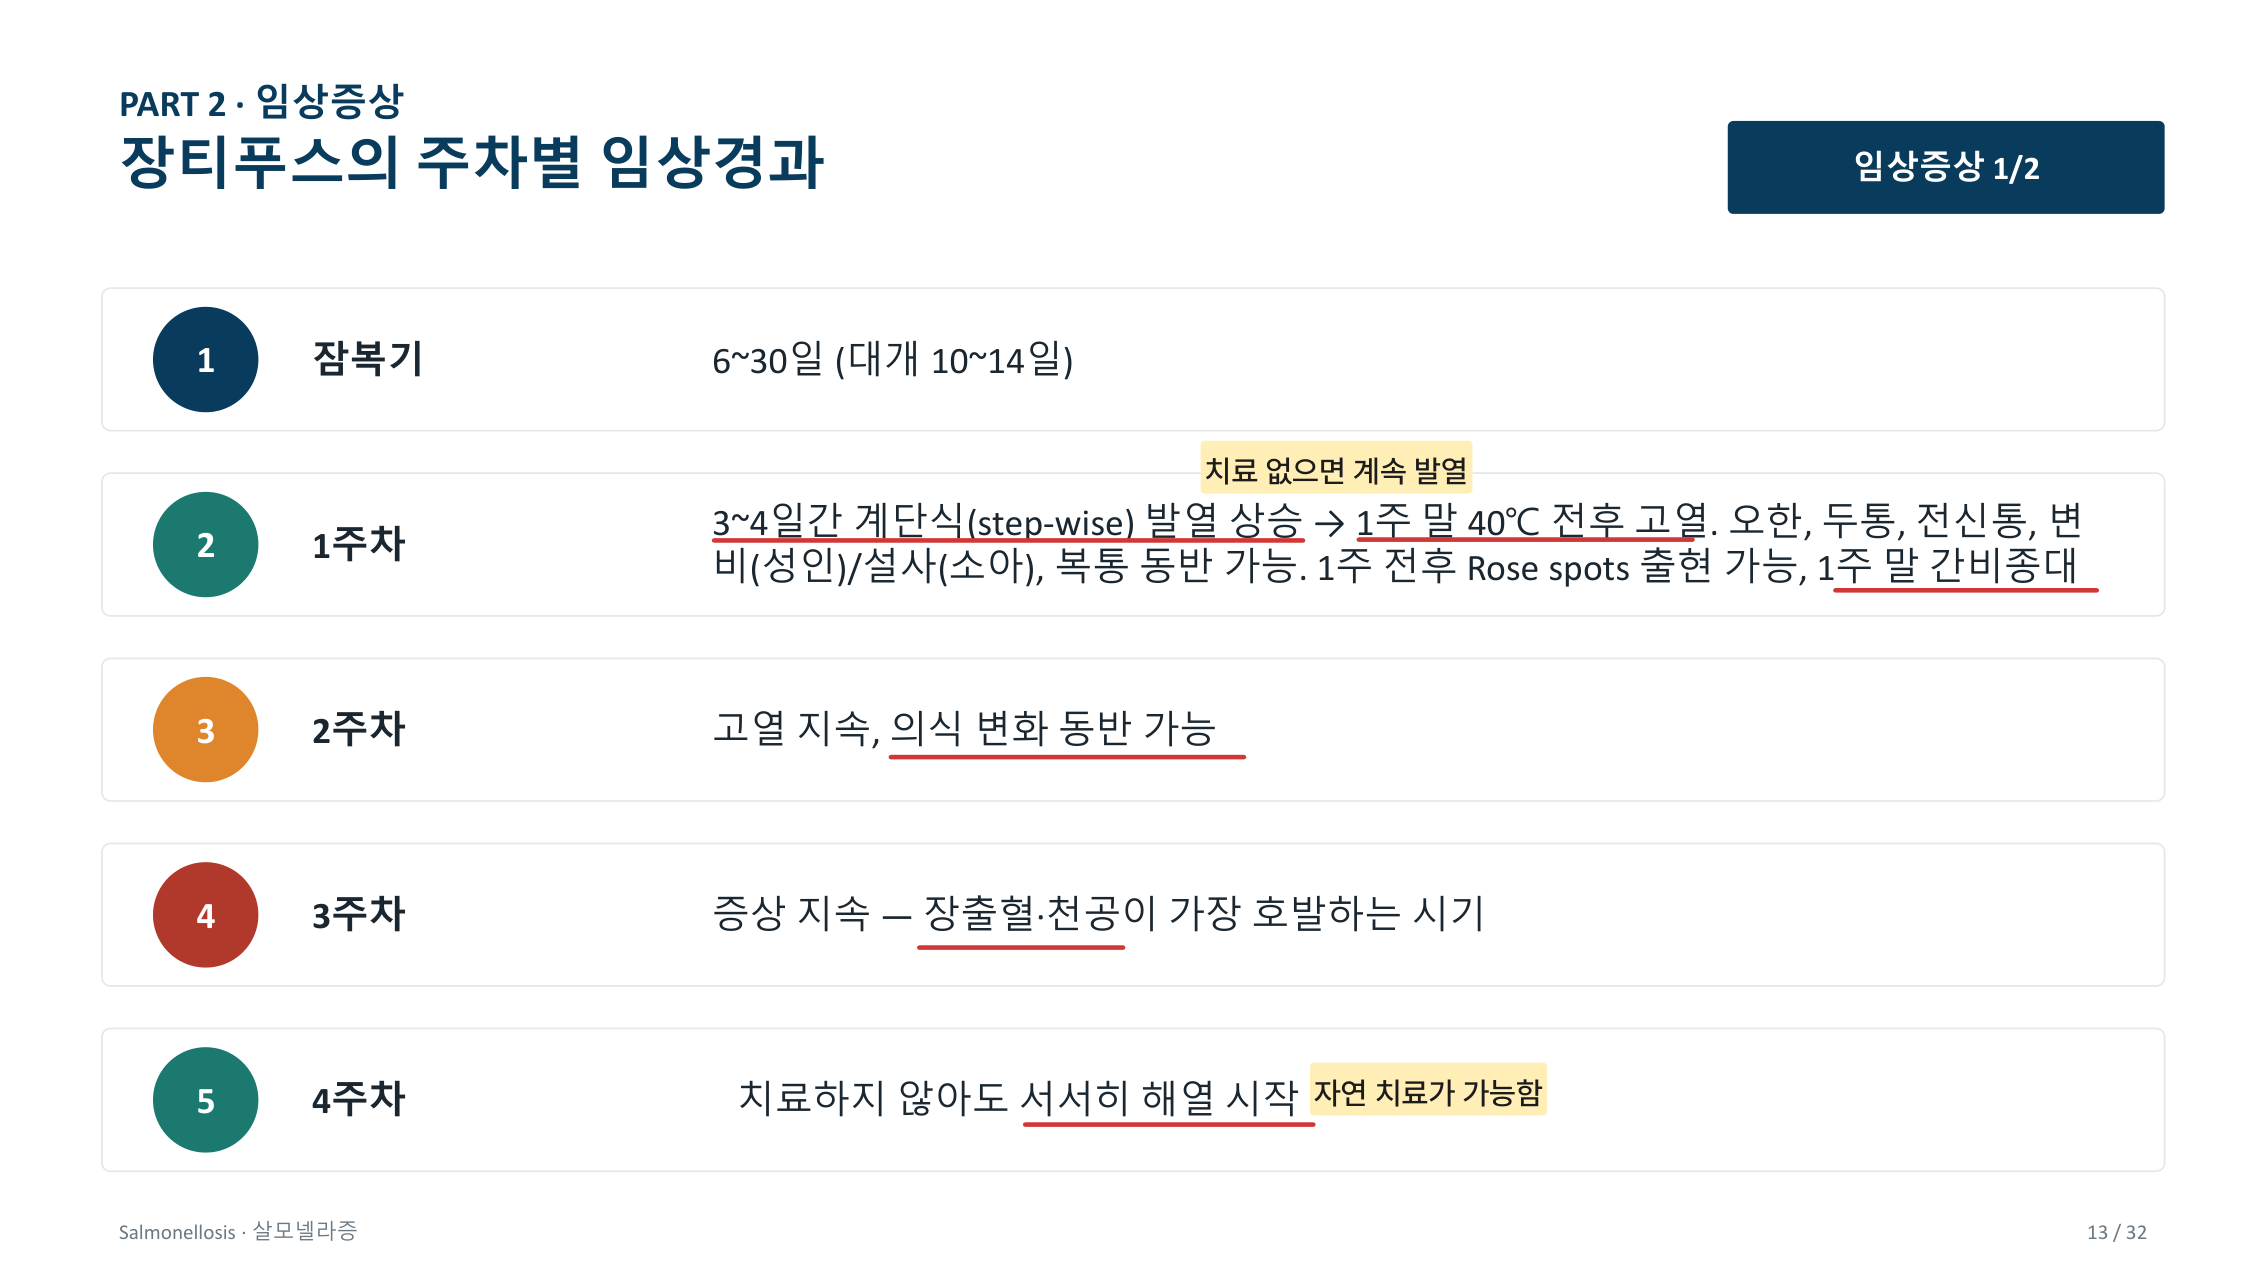 PART 2 · 임상증상
장티푸스의 주차별 임상경과
임상증상 1/2
1
잠복기
6~30일 (대개 10~14일)
치료 없으면 계속 발열
2
1주차
3~4일간 계단식(step-wise) 발열 상승 → 1주 말 40℃ 전후 고열. 오한, 두통, 전신통, 변
비(성인)/설사(소아), 복통 동반 가능. 1주 전후 Rose spots 출현 가능, 1주 말 간비종대
3
2주차
고열 지속, 의식 변화 동반 가능
4
3주차
증상 지속 — 장출혈·천공이 가장 호발하는 시기
5
4주차
치료하지 않아도 서서히 해열 시작
자연 치료가 가능함
Salmonellosis · 살모넬라증
13 / 32